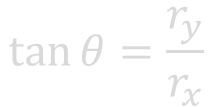 tan θ = r_y / r_x